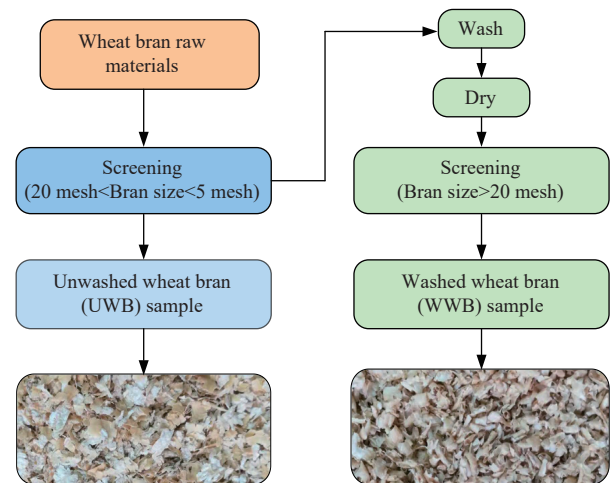 Wheat bran raw
materials
Screening
(20 mesh<Bran size<5 mesh)
Unwashed wheat bran
(UWB) sample
Wash
Dry
Screening
(Bran size>20 mesh)
Washed wheat bran
(WWB) sample